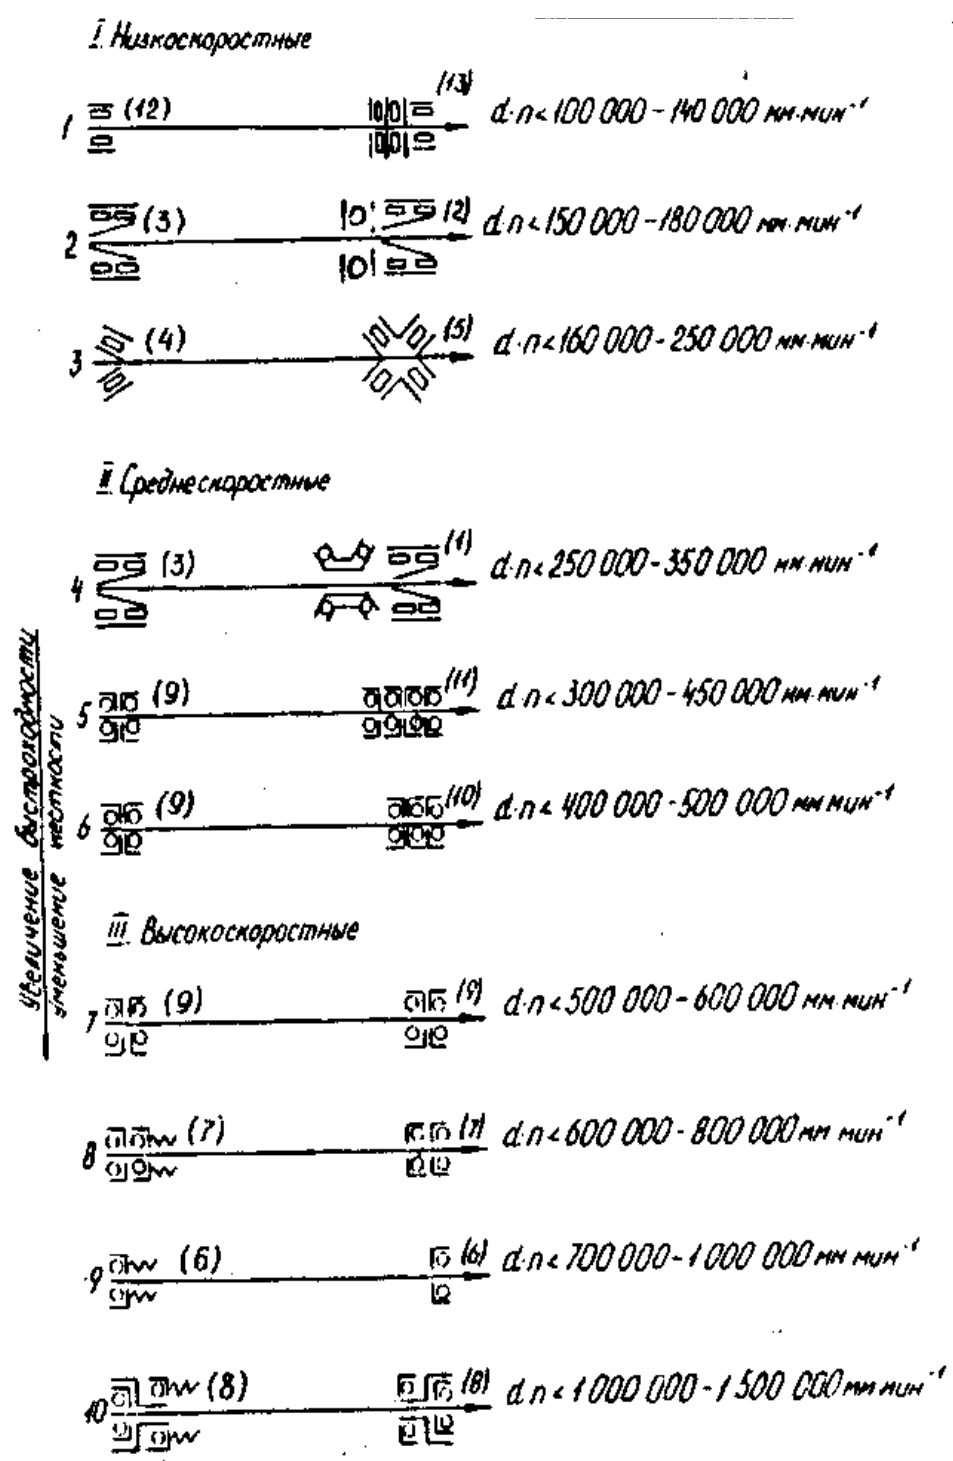 I. Низкоскоростные
1 (12) (13) d·n < 100 000 - 140 000 мм·мин⁻¹
2 (3) (2) d·n < 150 000 - 180 000 мм·мин⁻¹
3 (4) (5) d·n < 160 000 - 250 000 мм·мин⁻¹
II Среднескоростные
4 (3) (1) d·n < 250 000 - 350 000 мм·мин⁻¹
5 (9) (11) d·n < 300 000 - 450 000 мм·мин⁻¹
6 (9) (10) d·n < 400 000 - 500 000 мм мин⁻¹
Увеличение быстроходности
уменьшение жесткости
III. Высокоскоростные
7 (9) (9) d·n < 500 000 - 600 000 мм·мин⁻¹
8 (7) (7) d·n < 600 000 - 800 000 мм мин⁻¹
9 (6) (6) d·n < 700 000 - 1 000 000 мм мин⁻¹
10 (8) (8) d n < 1 000 000 - 1 500 000 мм мин⁻¹